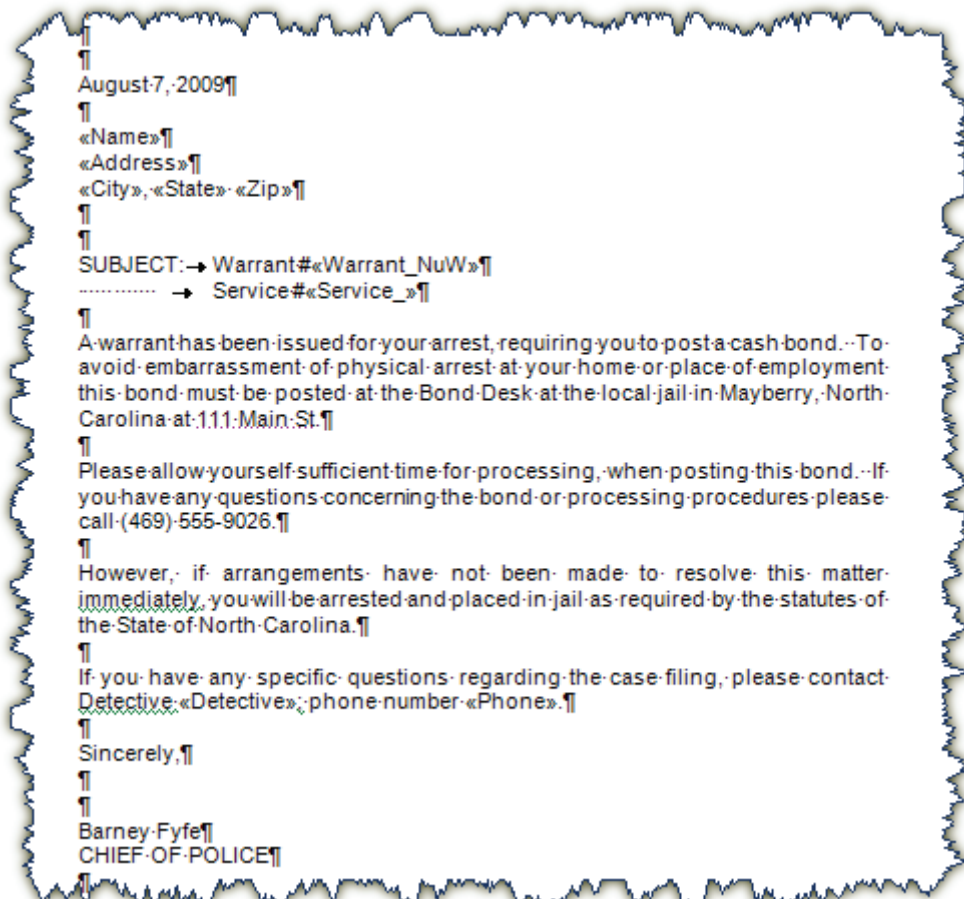 ¶
¶
August·7,·2009¶
¶
«Name»¶
«Address»¶
«City»,·«State»·«Zip»¶
¶
¶
SUBJECT:→Warrant#«Warrant_NuW»¶
············→Service#«Service_»¶
¶
A·warrant·has·been·issued·for·your·arrest,·requiring·you·to·post·a·cash·bond.··To·
avoid·embarrassment·of·physical·arrest·at·your·home·or·place·of·employment·
this·bond·must·be·posted·at·the·Bond·Desk·at·the·local·jail·in·Mayberry,·North·
Carolina·at·111·Main·St.¶
¶
Please·allow·yourself·sufficient·time·for·processing,·when·posting·this·bond.··If·
you·have·any·questions·concerning·the·bond·or·processing·procedures·please·
call·(469)·555-9026.¶
¶
However,·if·arrangements·have·not·been·made·to·resolve·this·matter·
immediately,·you·will·be·arrested·and·placed·in·jail·as·required·by·the·statutes·of·
the·State·of·North·Carolina.¶
¶
If·you·have·any·specific·questions·regarding·the·case·filing,·please·contact·
Detective·«Detective»;·phone·number·«Phone».¶
¶
Sincerely,¶
¶
¶
Barney·Fyfe¶
CHIEF·OF·POLICE¶
¶